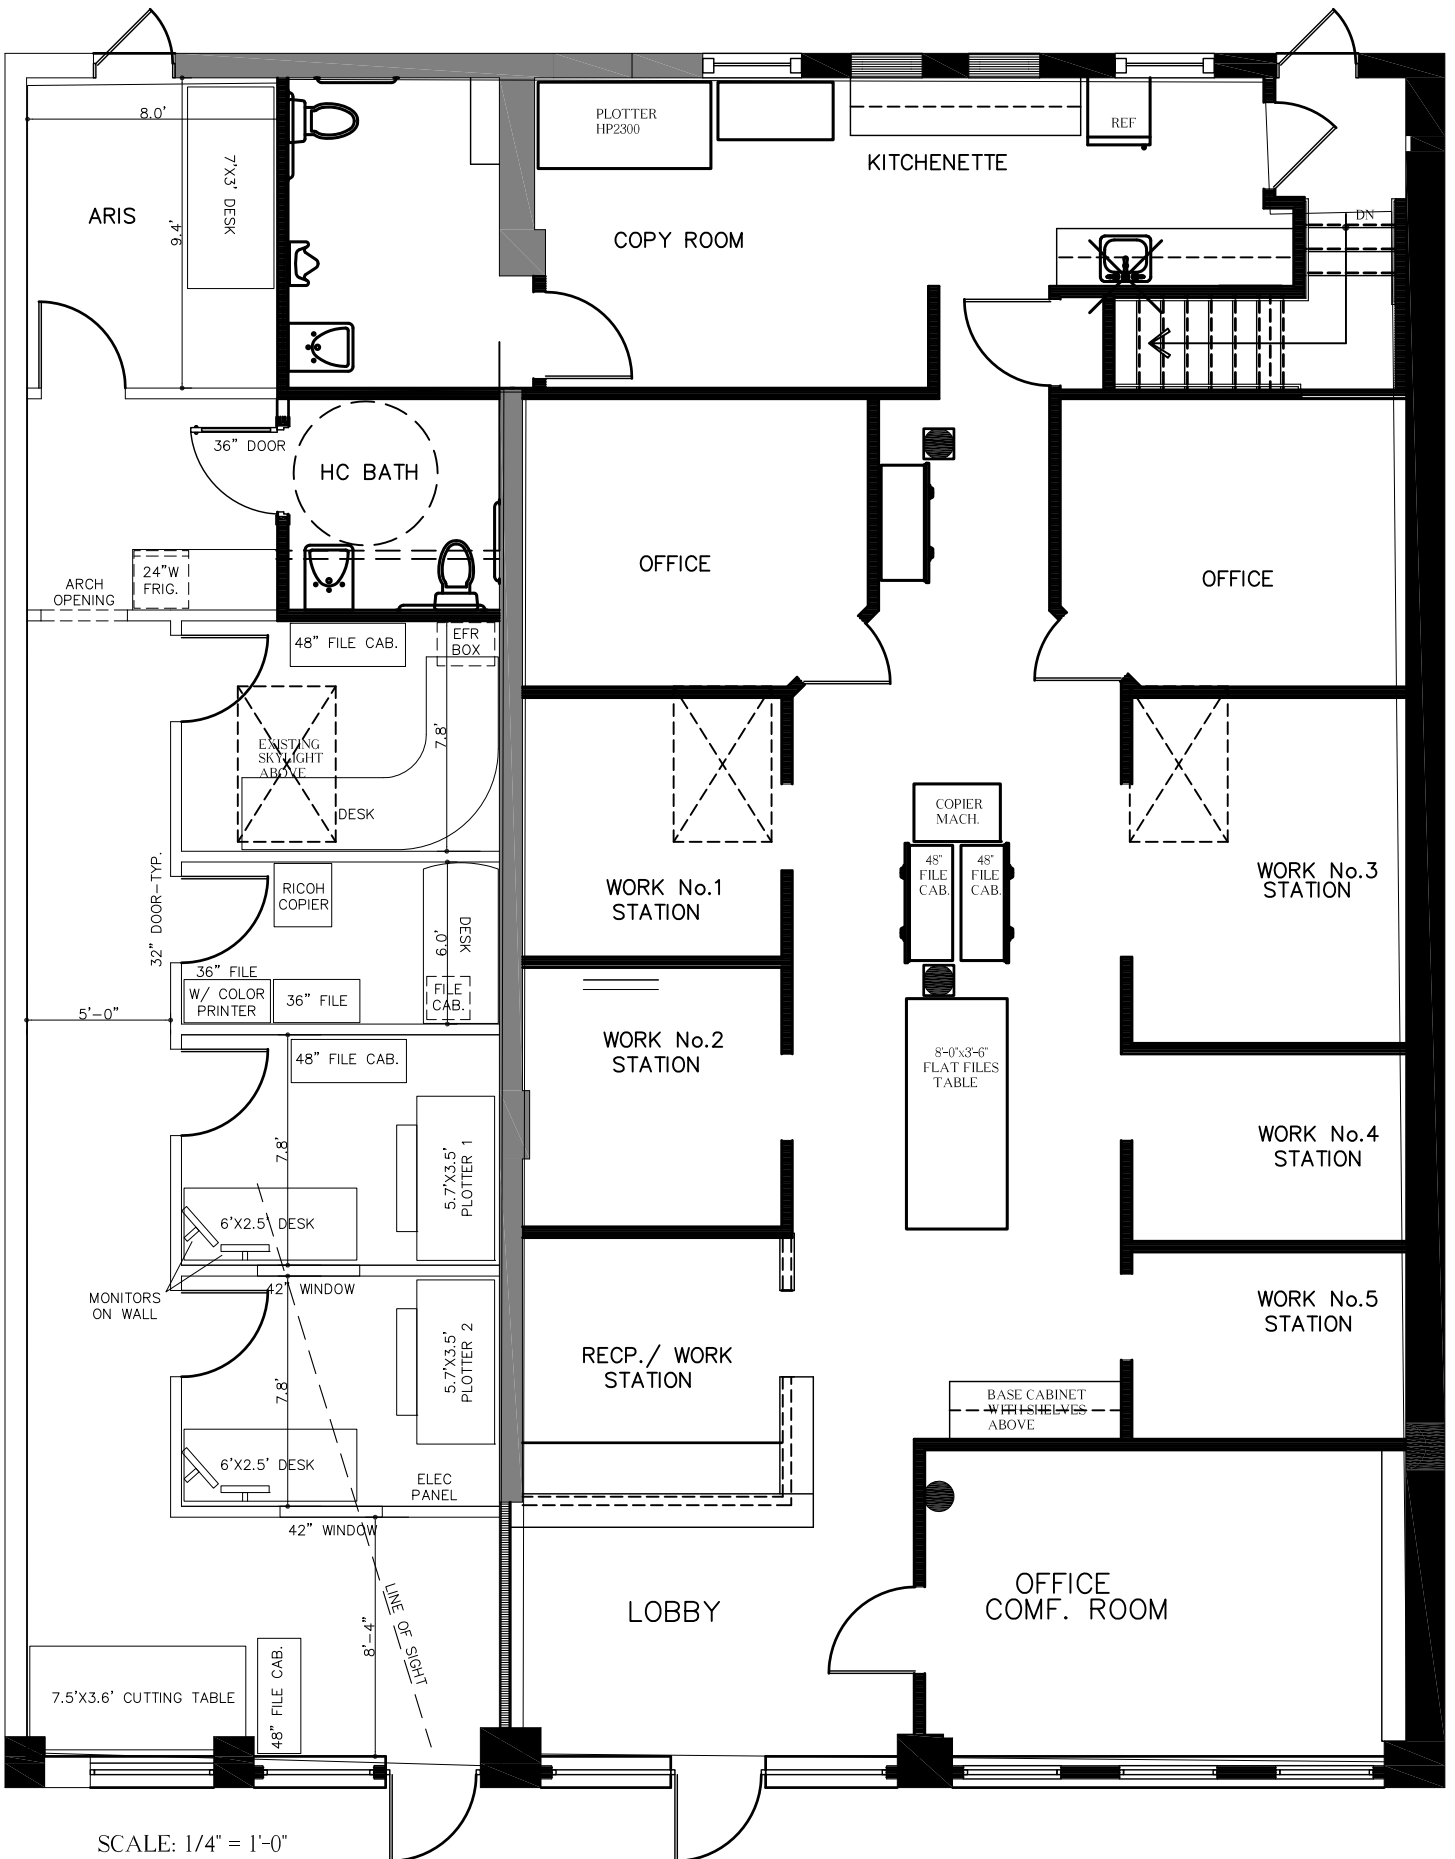 8.0'
7'X3' DESK
9.4'
ARIS
PLOTTER
HP2300
REF
KITCHENETTE
COPY ROOM
DN
36" DOOR
HC BATH
24"W
FRIG.
ARCH
OPENING
OFFICE
OFFICE
48" FILE CAB.
EFR
BOX
7.8'
EXISTING
SKYLIGHT
ABOVE
DESK
32" DOOR-TYP.
RICOH
COPIER
DESK
6.0'
36" FILE
W/ COLOR
PRINTER
36" FILE
FILE
CAB.
5'-0"
COPIER
MACH.
48"
FILE
CAB.
48"
FILE
CAB.
WORK No.1
STATION
WORK No.3
STATION
WORK No.2
STATION
8'-0"x3'-6"
FLAT FILES
TABLE
48" FILE CAB.
7.8'
5.7'X3.5'
PLOTTER 1
6'X2.5' DESK
WORK No.4
STATION
MONITORS
ON WALL
42" WINDOW
5.7'X3.5'
PLOTTER 2
7.8'
WORK No.5
STATION
RECP./ WORK
STATION
BASE CABINET
WITH SHELVES
ABOVE
6'X2.5' DESK
ELEC
PANEL
42" WINDOW
LINE OF SIGHT
8'-4"
LOBBY
OFFICE
COMF. ROOM
7.5'X3.6' CUTTING TABLE
48" FILE CAB.
SCALE: 1/4" = 1'-0"